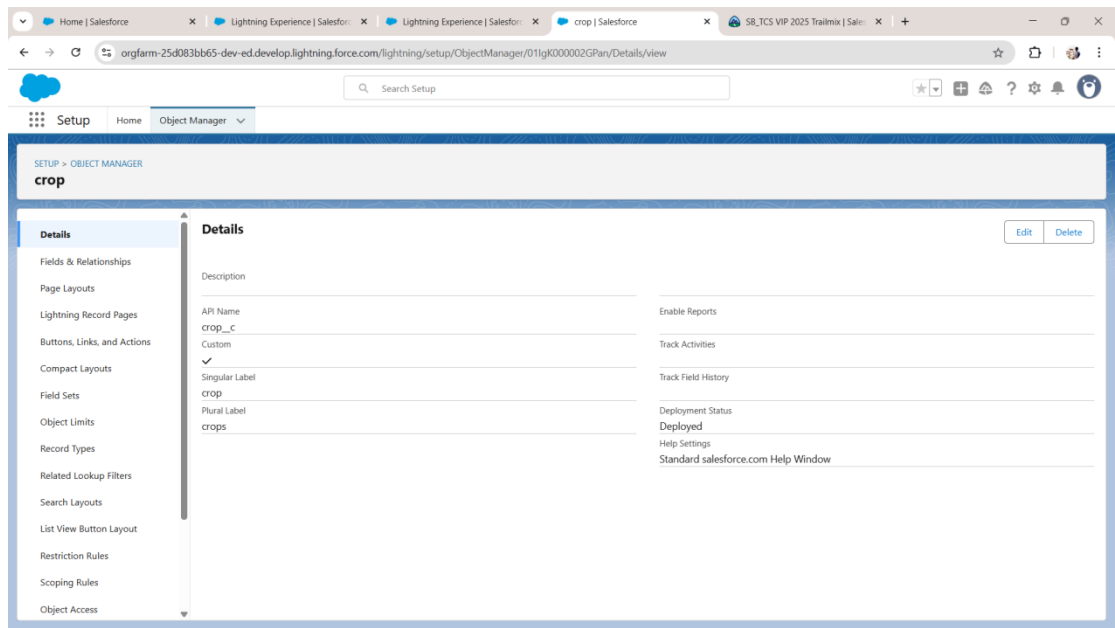 Home | Salesforce
Lightning Experience | Salesforc
Lightning Experience | Salesforc
crop | Salesforce
SB_TCS VIP 2025 Trailmix | Sales
orgfarm-25d083bb65-dev-ed.develop.lightning.force.com/lightning/setup/ObjectManager/01IgK000002GPan/Details/view
Search Setup
Setup
Home
Object Manager
SETUP > OBJECT MANAGER
crop
Details
Fields & Relationships
Page Layouts
Lightning Record Pages
Buttons, Links, and Actions
Compact Layouts
Field Sets
Object Limits
Record Types
Related Lookup Filters
Search Layouts
List View Button Layout
Restriction Rules
Scoping Rules
Object Access
Details
Edit
Delete
Description
API Name
crop__c
Custom
Singular Label
crop
Plural Label
crops
Enable Reports
Track Activities
Track Field History
Deployment Status
Deployed
Help Settings
Standard salesforce.com Help Window